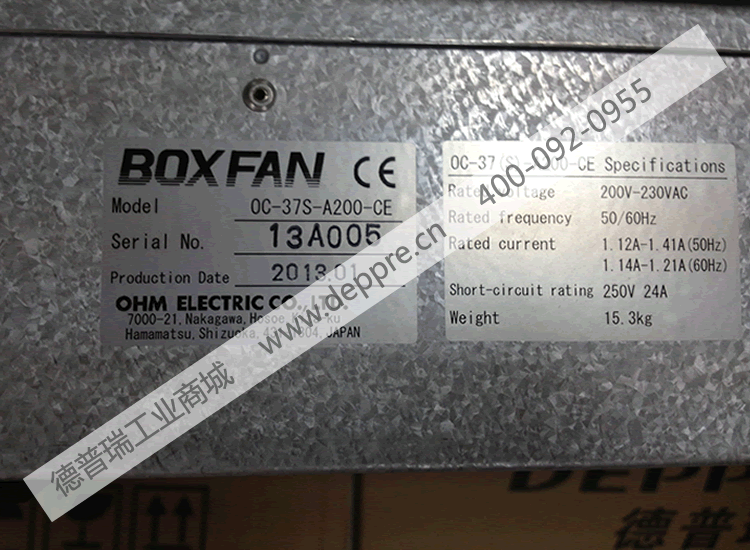 BOXFAN CE
Model OC-37S-A200-CE
Serial No. 13A005
Production Date 2013.01
OHM ELECTRIC CO.,
7000-21, Nakagawa, Hosoe,
Hamamatsu, Shizuoka, JAPAN
OC-37(S) -CE Specifications
Rated voltage 200V-230VAC
Rated frequency 50/60Hz
Rated current 1.12A-1.41A(50Hz)
1.14A-1.21A(60Hz)
Short-circuit rating 250V 24A
Weight 15.3kg
德普瑞工业商城 www.deppre.cn 400-092-0955
DEPP
德普瑞